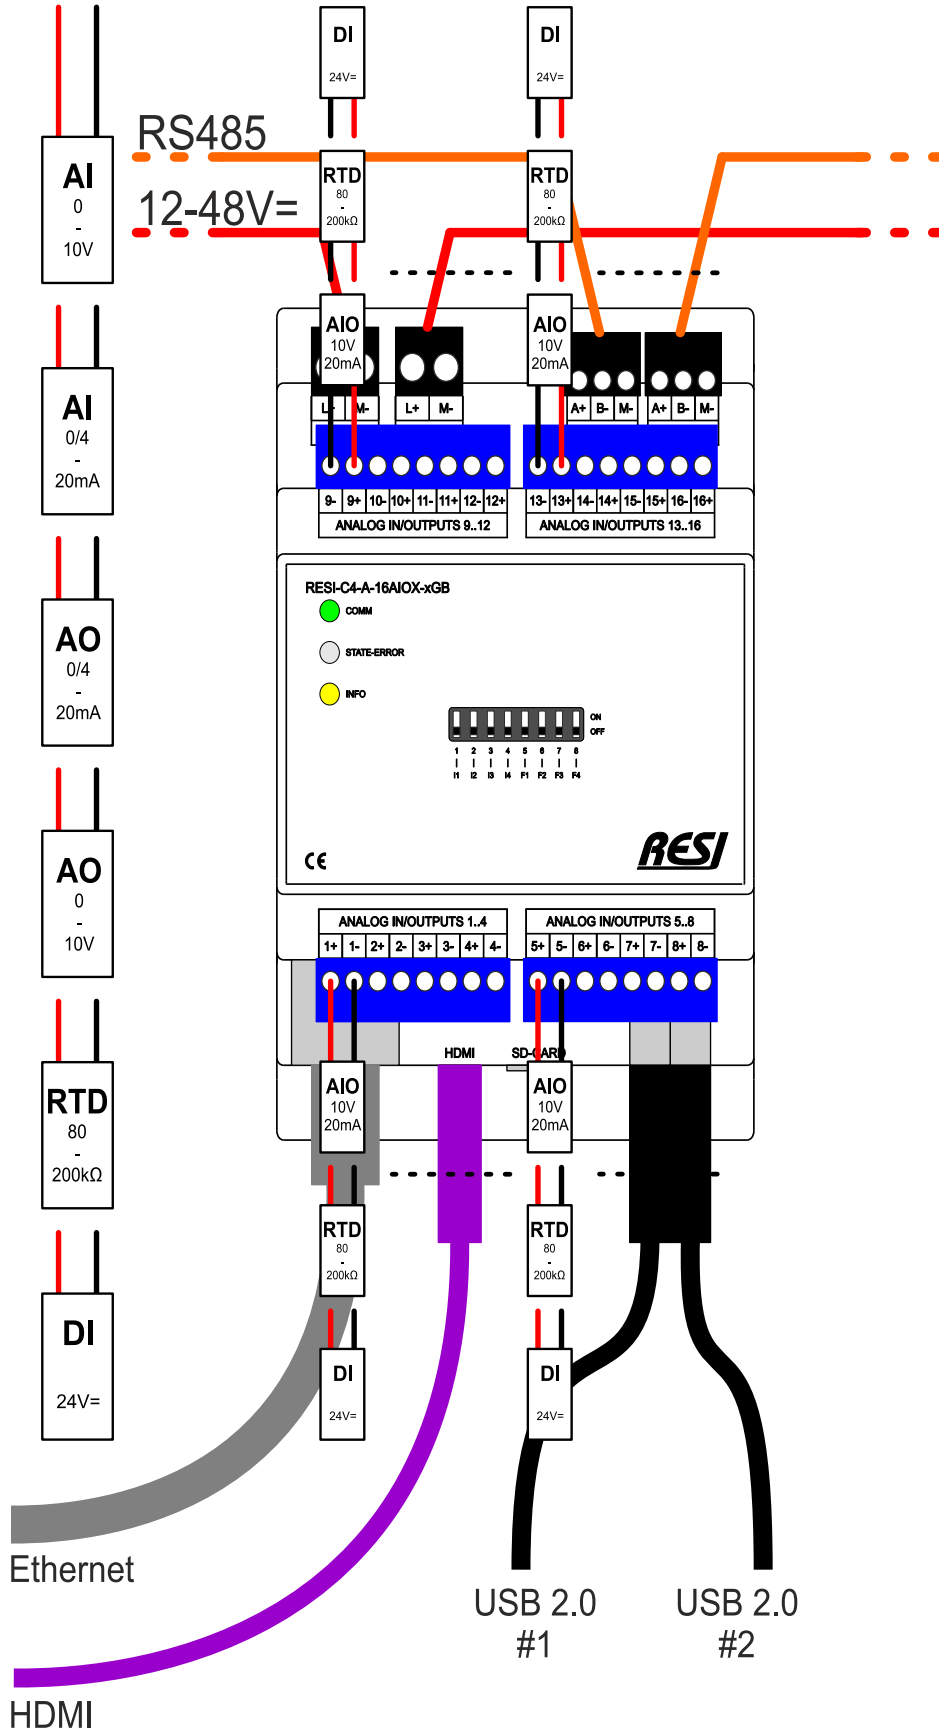 DI
24V=
DI
24V=
RS485
AI
0
-
10V
RTD
80
-
200kΩ
RTD
80
-
200kΩ
12-48V=
AIO
10V
20mA
AIO
10V
20mA
AI
0/4
-
20mA
L+ M- L+ M- A+ B- M- A+ B- M-
9- 9+ 10- 10+ 11- 11+ 12- 12+ 13- 13+ 14- 14+ 15- 15+ 16- 16+
ANALOG IN/OUTPUTS 9..12 ANALOG IN/OUTPUTS 13..16
RESI-C4-A-16AIOX-xGB
COMM
STATE-ERROR
INFO
AO
0/4
-
20mA
ON
OFF
1 2 3 4 5 6 7 8
I1 I2 I3 I4 F1 F2 F3 F4
CE
RESI
AO
0
-
10V
ANALOG IN/OUTPUTS 1..4 ANALOG IN/OUTPUTS 5..8
1+ 1- 2+ 2- 3+ 3- 4+ 4- 5+ 5- 6+ 6- 7+ 7- 8+ 8-
HDMI SD-CARD
RTD
80
-
200kΩ
AIO
10V
20mA
AIO
10V
20mA
RTD
80
-
200kΩ
RTD
80
-
200kΩ
DI
24V=
DI
24V=
DI
24V=
Ethernet
USB 2.0
#1
USB 2.0
#2
HDMI